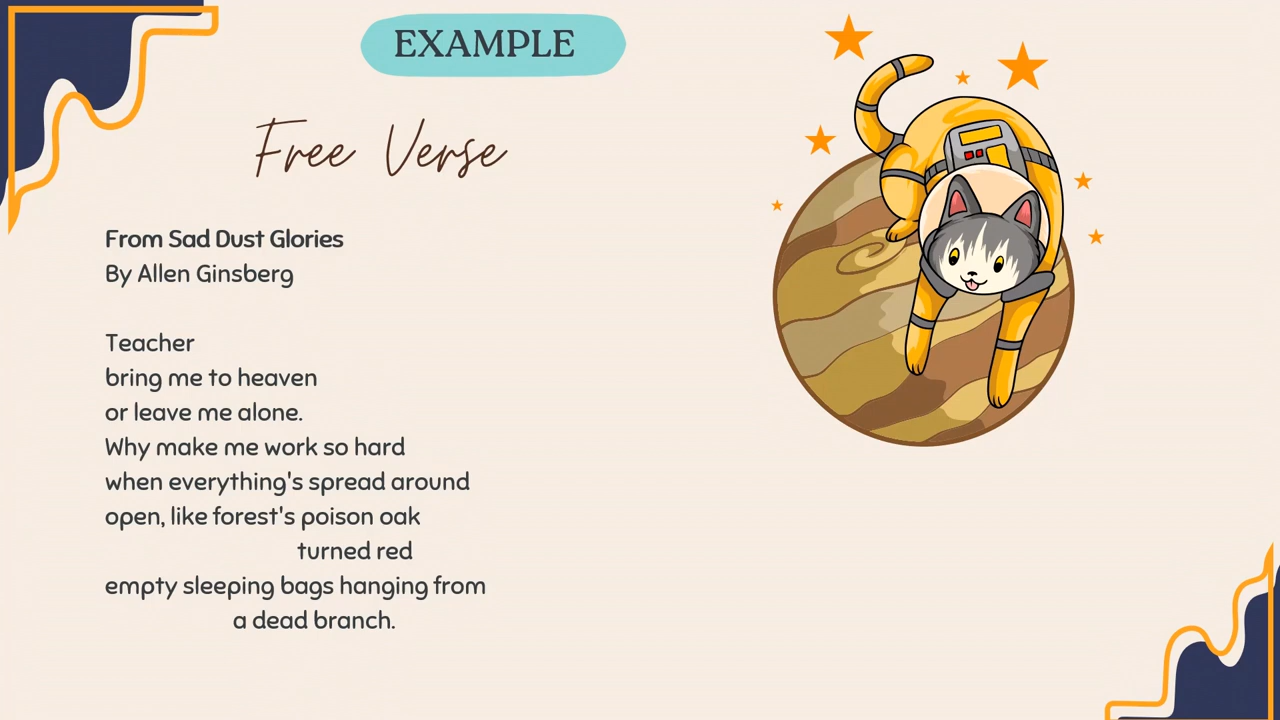 EXAMPLE
Free Verse
From Sad Dust Glories
By Allen Ginsberg
Teacher
bring me to heaven
or leave me alone.
Why make me work so hard
when everything's spread around
open, like forest's poison oak
turned red
empty sleeping bags hanging from
a dead branch.